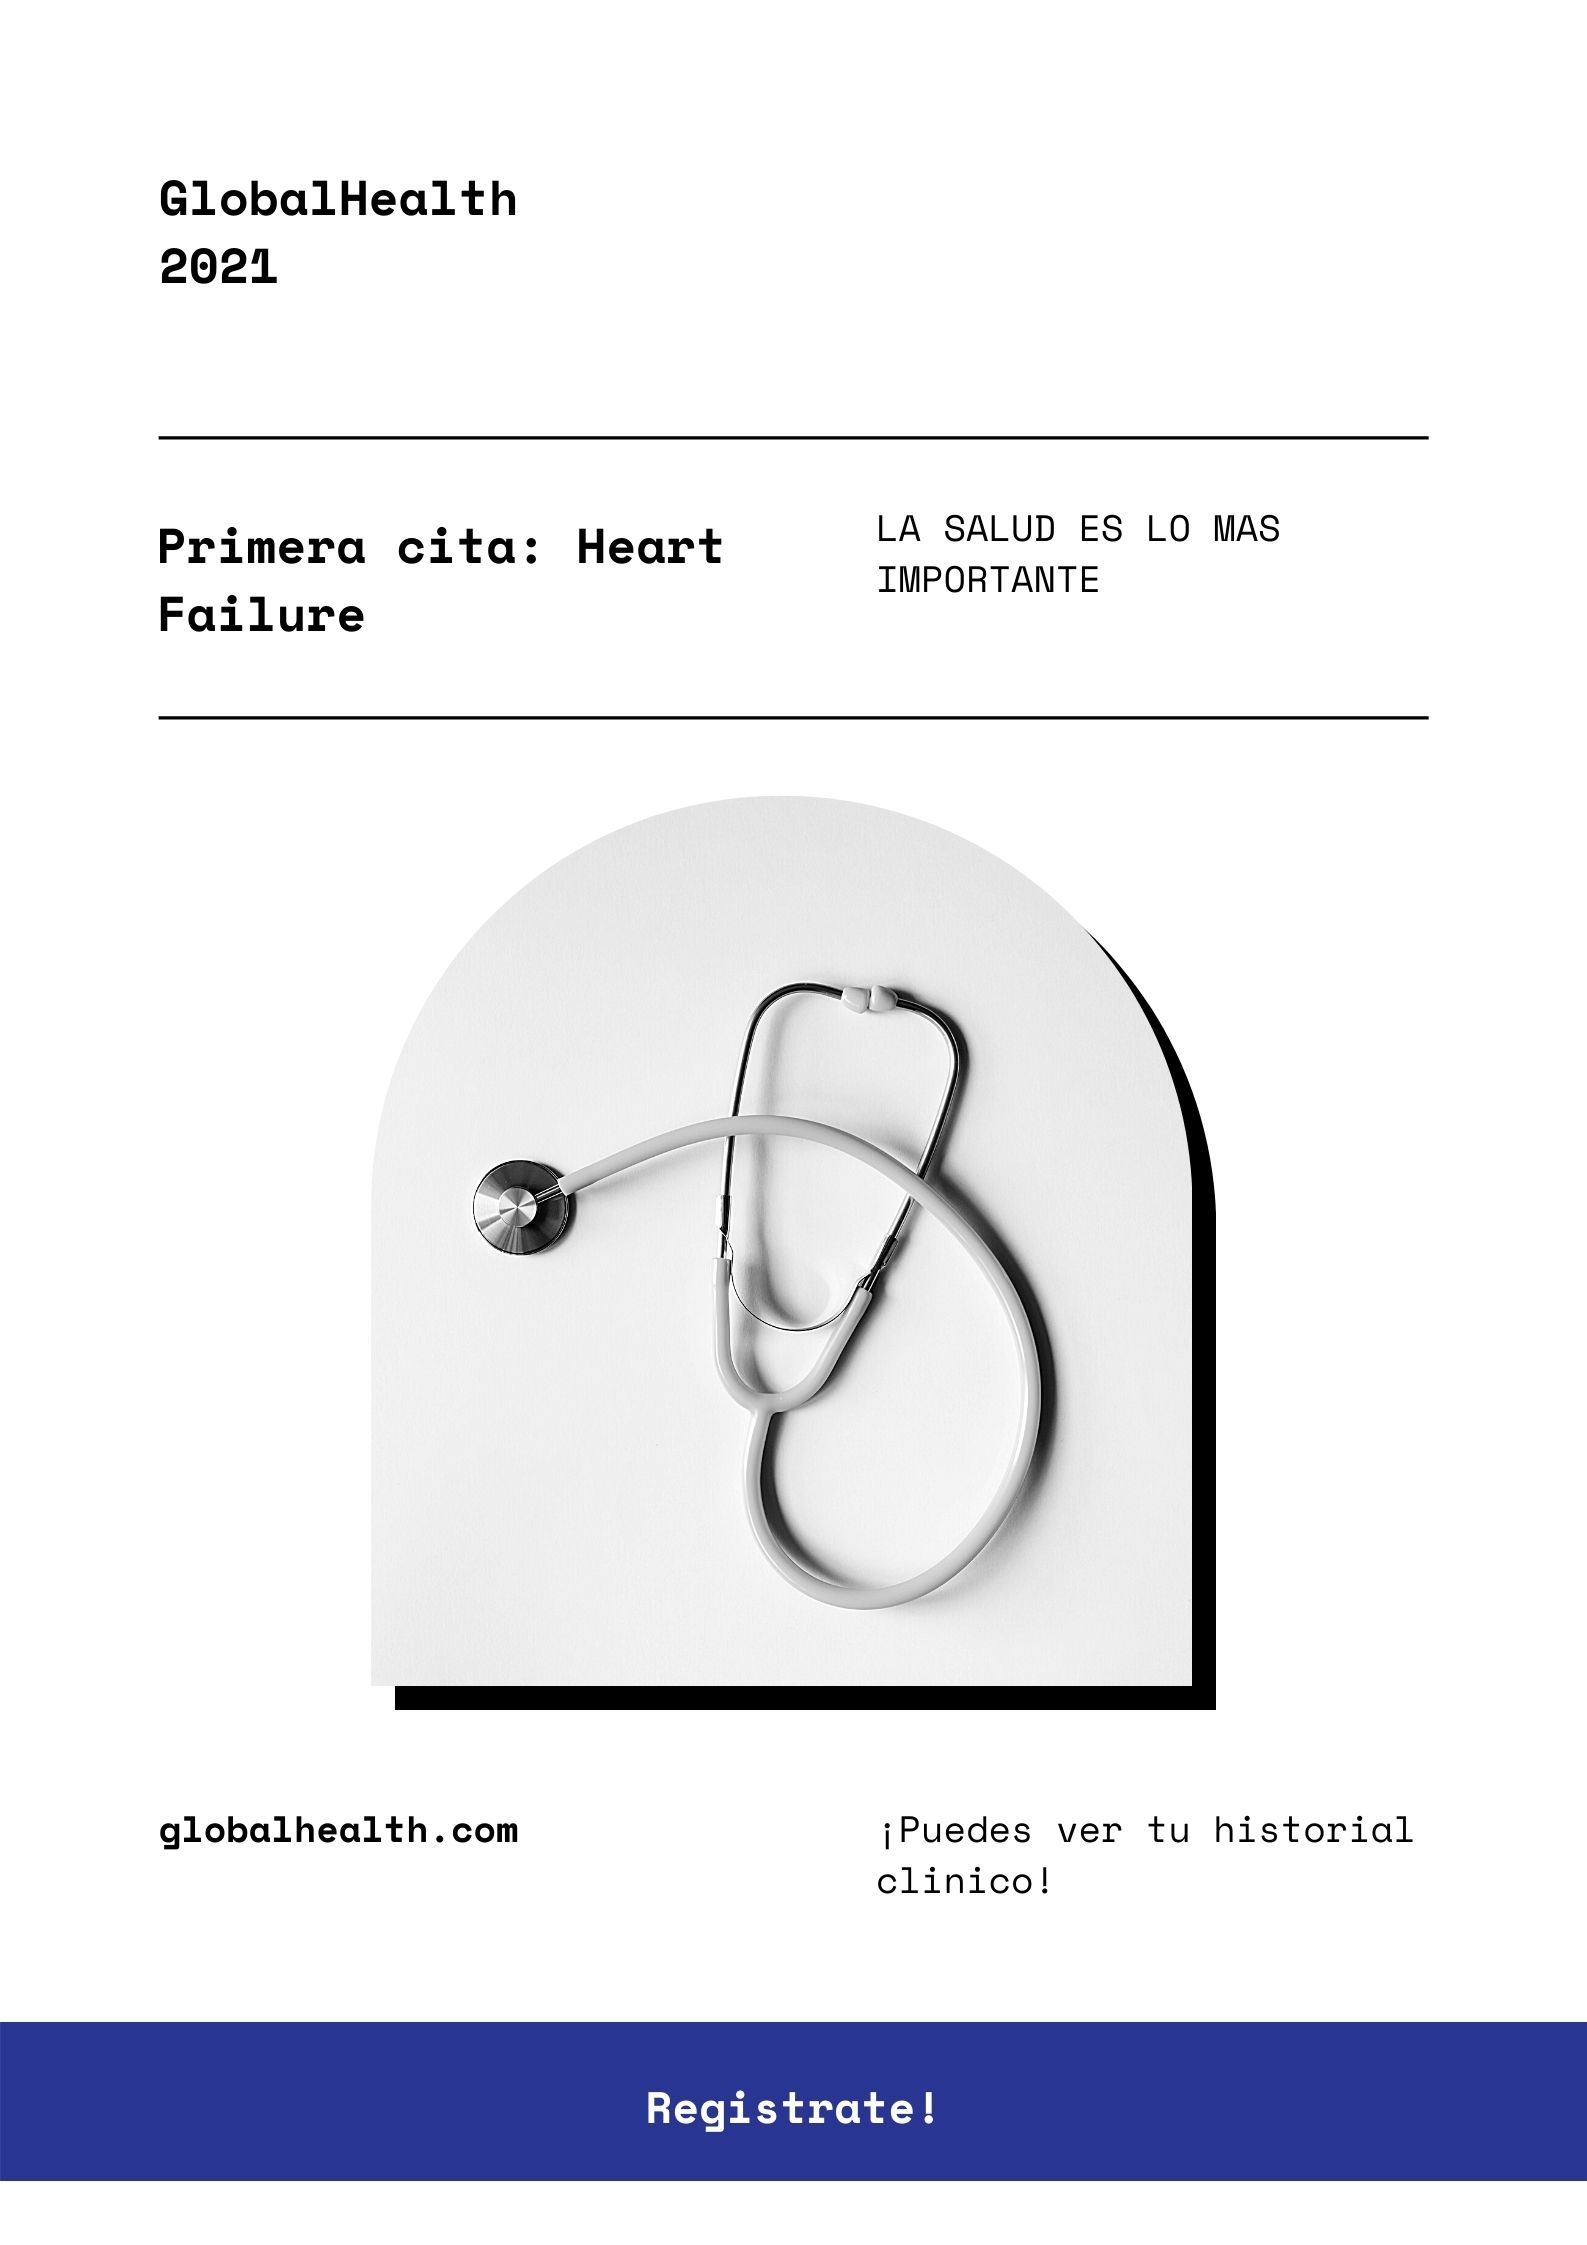 GlobalHealth
2021
Primera cita: Heart
Failure
LA SALUD ES LO MAS
IMPORTANTE
globalhealth.com
¡Puedes ver tu historial
clinico!
Registrate!